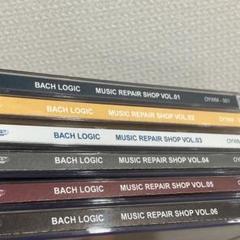 BACH LOGIC MUSIC REPAIR SHOP VOL.01
BACH LOGIC MUSIC REPAIR SHOP VOL.02
BACH LOGIC MUSIC REPAIR SHOP VOL.03
BACH LOGIC MUSIC REPAIR SHOP VOL.04
BACH LOGIC MUSIC REPAIR SHOP VOL.05
BACH LOGIC MUSIC REPAIR SHOP VOL.06